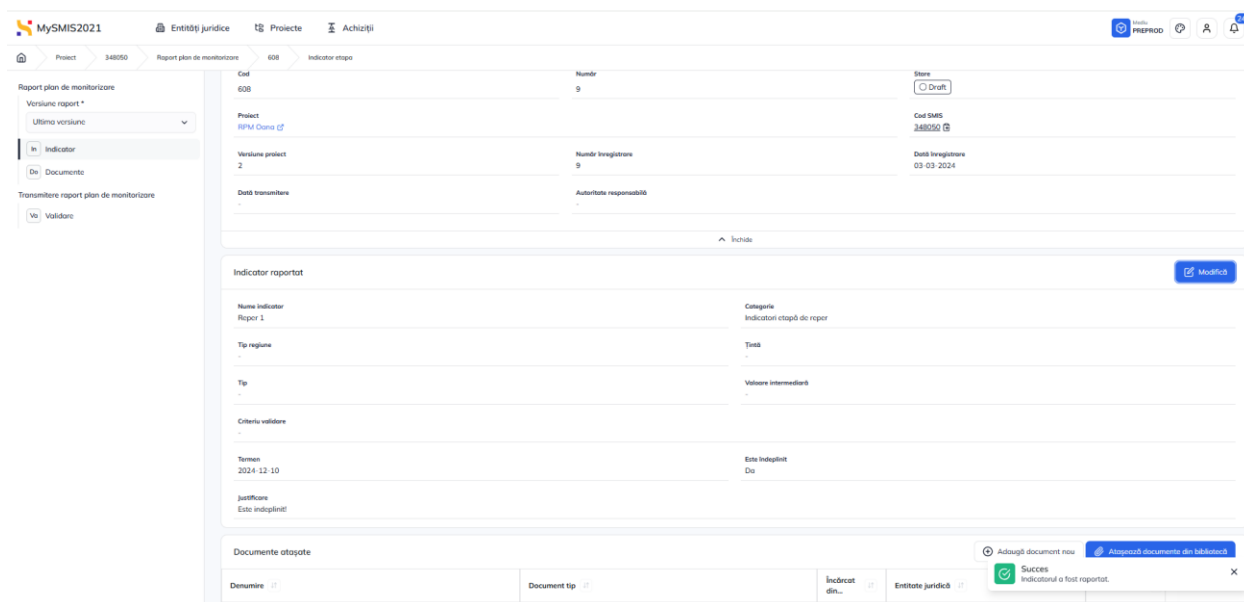 MySMIS2021 Entități juridice Proiecte Achiziții Mediu PREPROD 24
Proiect 348050 Raport plan de monitorizare 608 Indicator etapa
Raport plan de monitorizare
Versiune raport *
Ultima versiune
In Indicator
Do Documente
Transmitere raport plan de monitorizare
Va Validare
Cod Număr Stare
608 9 Draft
Proiect Cod SMIS
RPM Oana 348050
Versiune proiect Număr înregistrare Dată înregistrare
2 9 03-03-2024
Dată transmitere Autoritate responsabilă
- -
Închide
Indicator raportat Modifică
Nume indicator Categorie
Reper 1 Indicatori etapă de reper
Tip regiune Țintă
- -
Tip Valoare intermediară
- -
Criteriu validare
-
Termen Este îndeplinit
2024-12-10 Da
Justificare
Este indeplinit!
Documente atașate Adaugă document nou Atașează documente din bibliotecă
Denumire Document tip Încărcat din... Entitate juridică
Succes
Indicatorul a fost raportat.